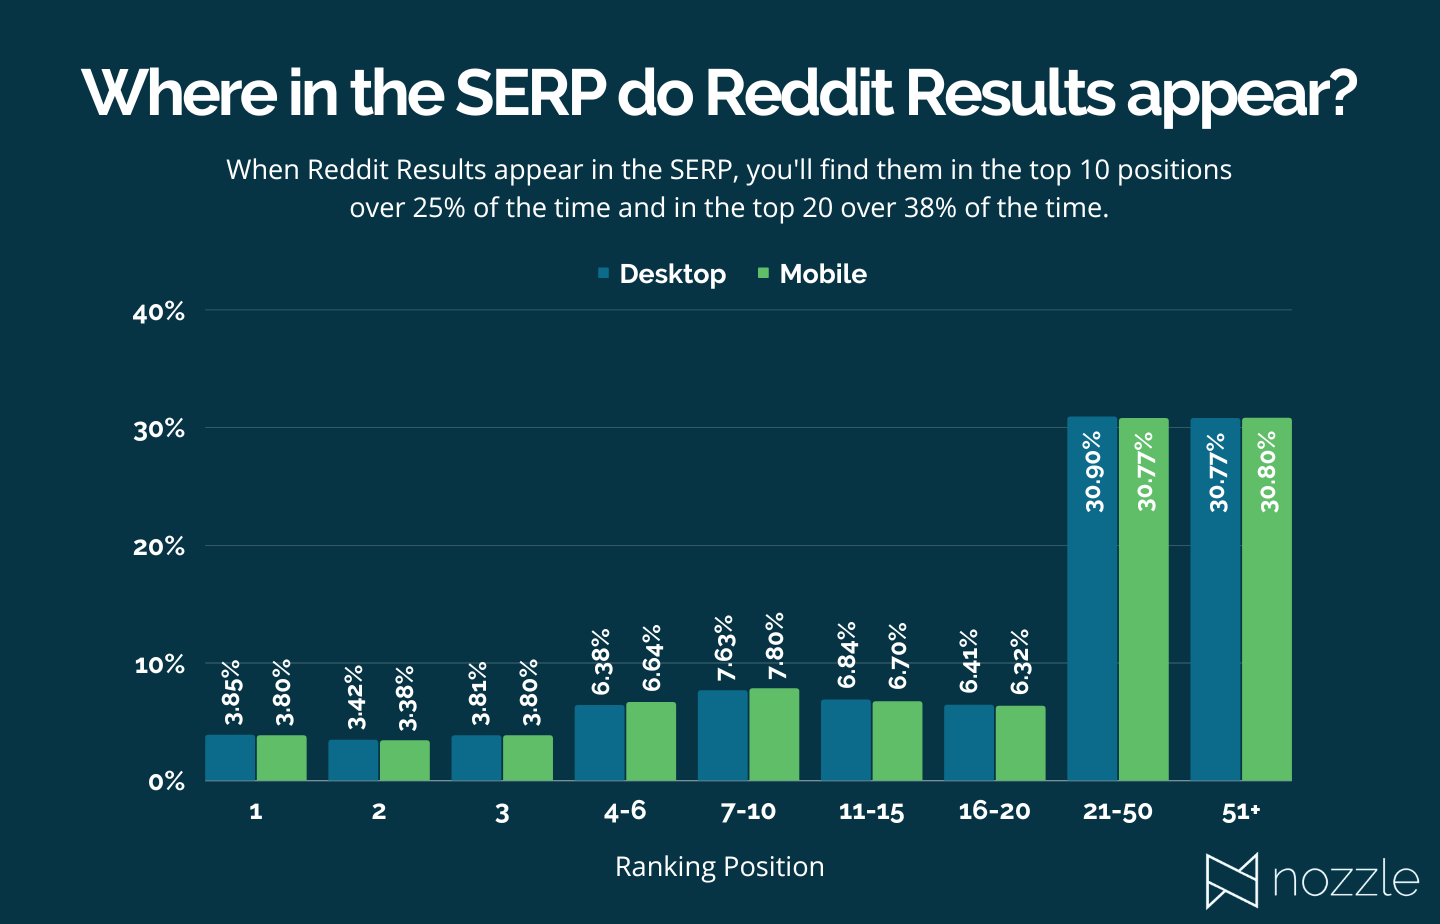 Where in the SERP do Reddit Results appear?
When Reddit Results appear in the SERP, you'll find them in the top 10 positions
over 25% of the time and in the top 20 over 38% of the time.
Desktop Mobile
40%
30%
20%
10%
0%
3.85% 3.80% 3.42% 3.38% 3.81% 3.80% 6.38% 6.64% 7.63% 7.80% 6.84% 6.70% 6.41% 6.32% 30.90% 30.77% 30.77% 30.80%
1 2 3 4-6 7-10 11-15 16-20 21-50 51+
Ranking Position
nozzle